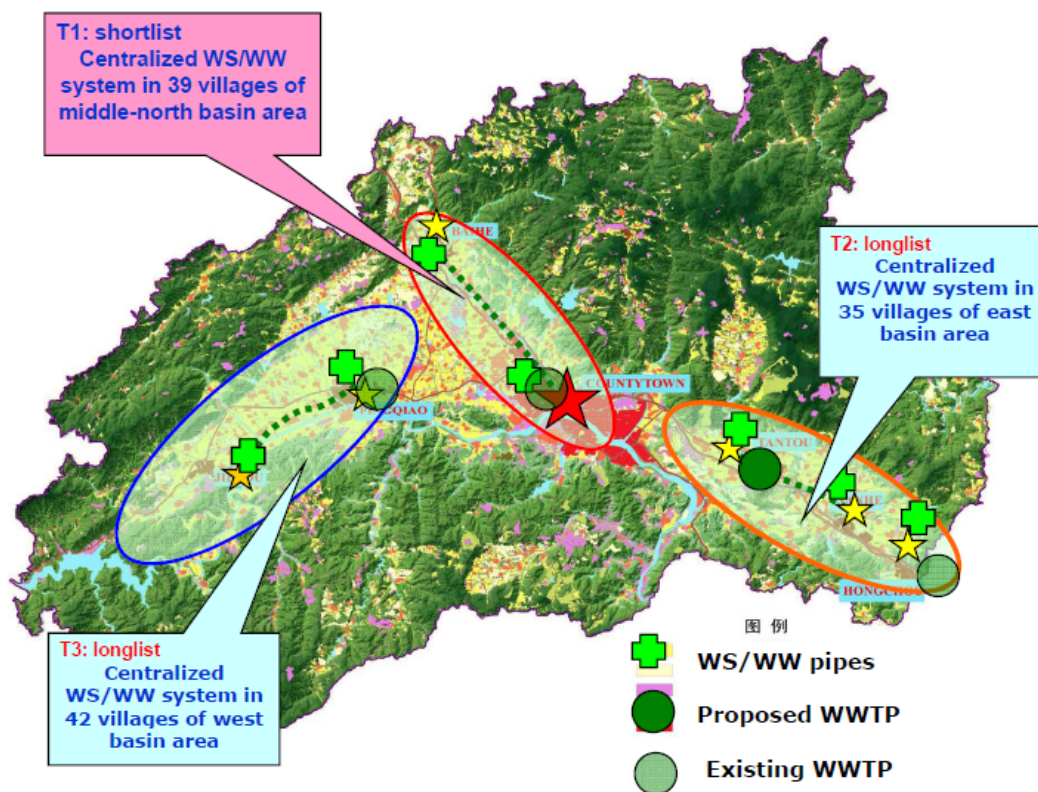 T1: shortlist
Centralized WS/WW
system in 39 villages of
middle-north basin area
BAIHE
T2: longlist
Centralized
WS/WW system in
35 villages of east
basin area
COUNTYTOWN
TANTOU
T3: longlist
Centralized
WS/WW system in
42 villages of west
basin area
图 例
WS/WW pipes
Proposed WWTP
Existing WWTP